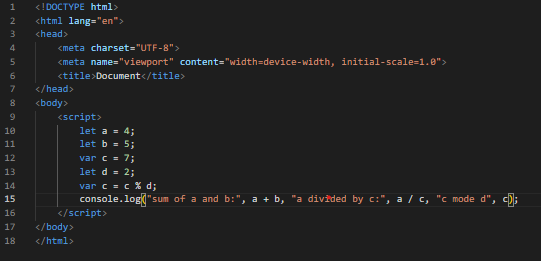 1 <!DOCTYPE html>
2 <html lang="en">
3 <head>
4     <meta charset="UTF-8">
5     <meta name="viewport" content="width=device-width, initial-scale=1.0">
6     <title>Document</title>
7 </head>
8 <body>
9     <script>
10         let a = 4;
11         let b = 5;
12         var c = 7;
13         let d = 2;
14         var c = c % d;
15         console.log("sum of a and b:", a + b, "a divided by c:", a / c, "c mode d", c);
16     </script>
17 </body>
18 </html>